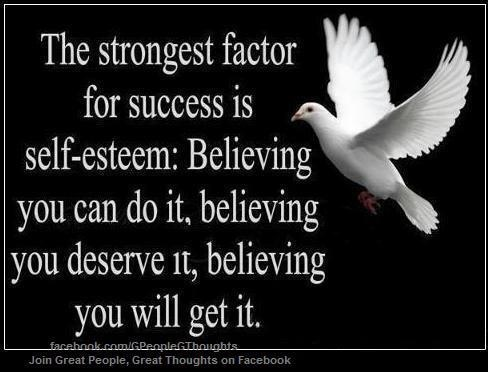 The strongest factor
for success is
self-esteem: Believing
you can do it, believing
you deserve it, believing
you will get it.
facebook.com/GPeopleGThoughts
Join Great People, Great Thoughts on Facebook